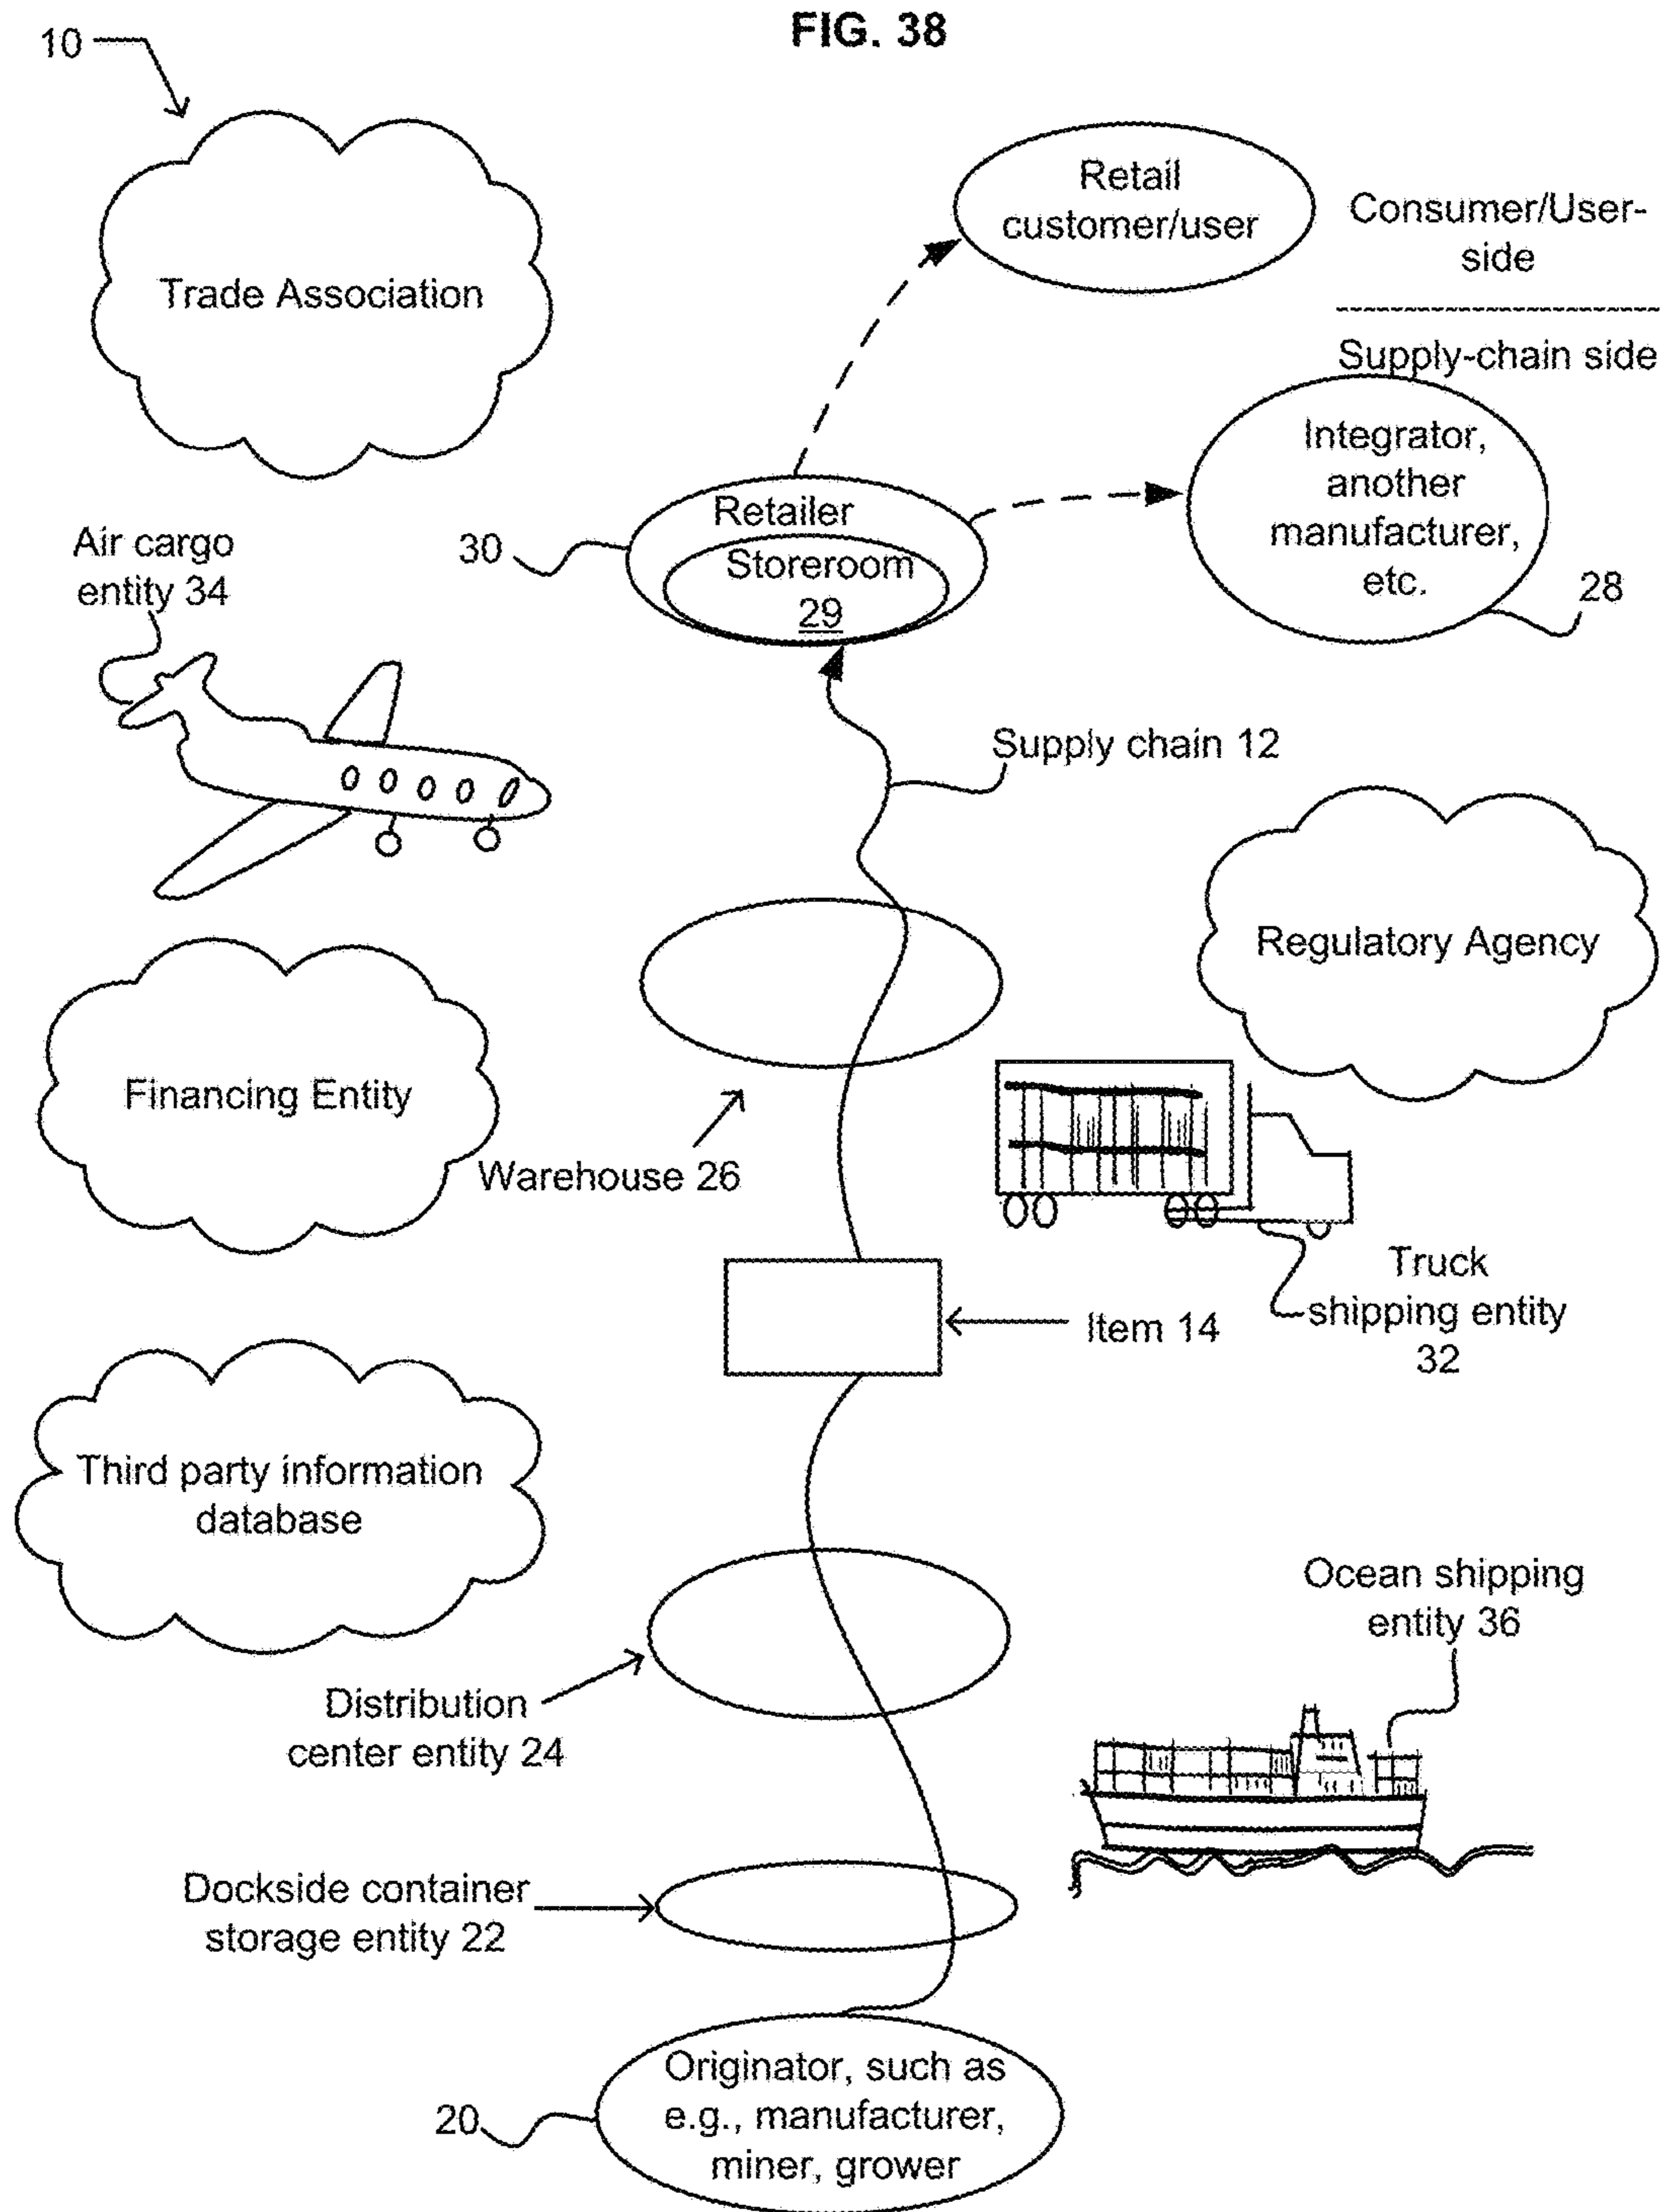 FIG. 38
10
Trade Association
Retail
customer/user
Consumer/User-
side
Supply-chain side
Integrator,
another
manufacturer,
etc.
28
Retailer
Storeroom
29
30
Air cargo
entity 34
Supply chain 12
Regulatory Agency
Financing Entity
Warehouse 26
Truck
shipping entity
32
Item 14
Third party information
database
Ocean shipping
entity 36
Distribution
center entity 24
Dockside container
storage entity 22
Originator, such as
e.g., manufacturer,
miner, grower
20